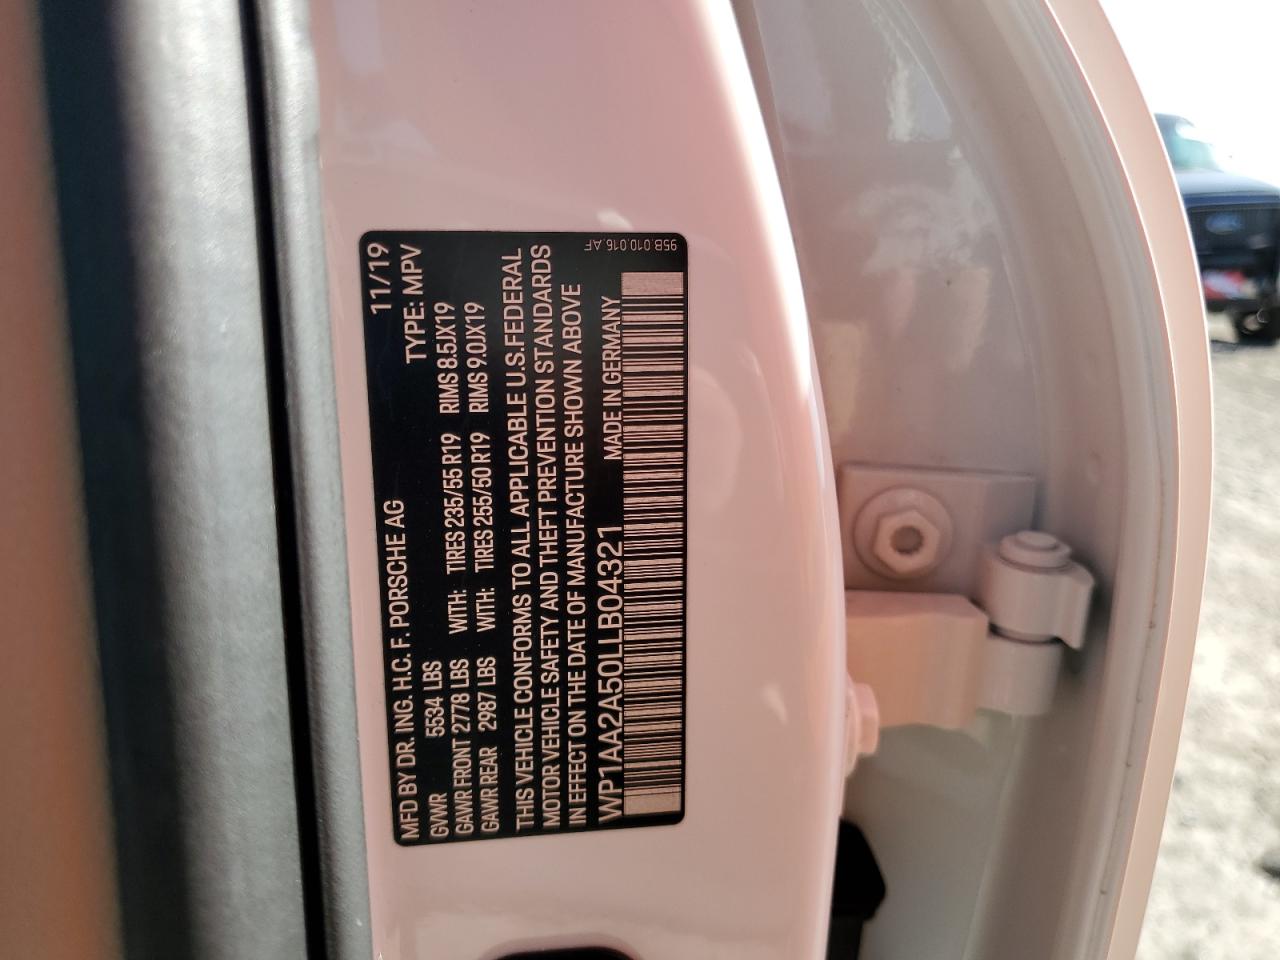 MFD BY DR. ING. H.C. F. PORSCHE AG 11/19
GVWR 5534 LBS TYPE: MPV
GAWR FRONT 2778 LBS WITH: TIRES 235/55 R19 RIMS 8.5JX19
GAWR REAR 2987 LBS WITH: TIRES 255/50 R19 RIMS 9.0JX19
THIS VEHICLE CONFORMS TO ALL APPLICABLE U.S.FEDERAL
MOTOR VEHICLE SAFETY AND THEFT PREVENTION STANDARDS
IN EFFECT ON THE DATE OF MANUFACTURE SHOWN ABOVE
WP1AA2A50LLB04321 MADE IN GERMANY
95B.010.016.AF
Ford